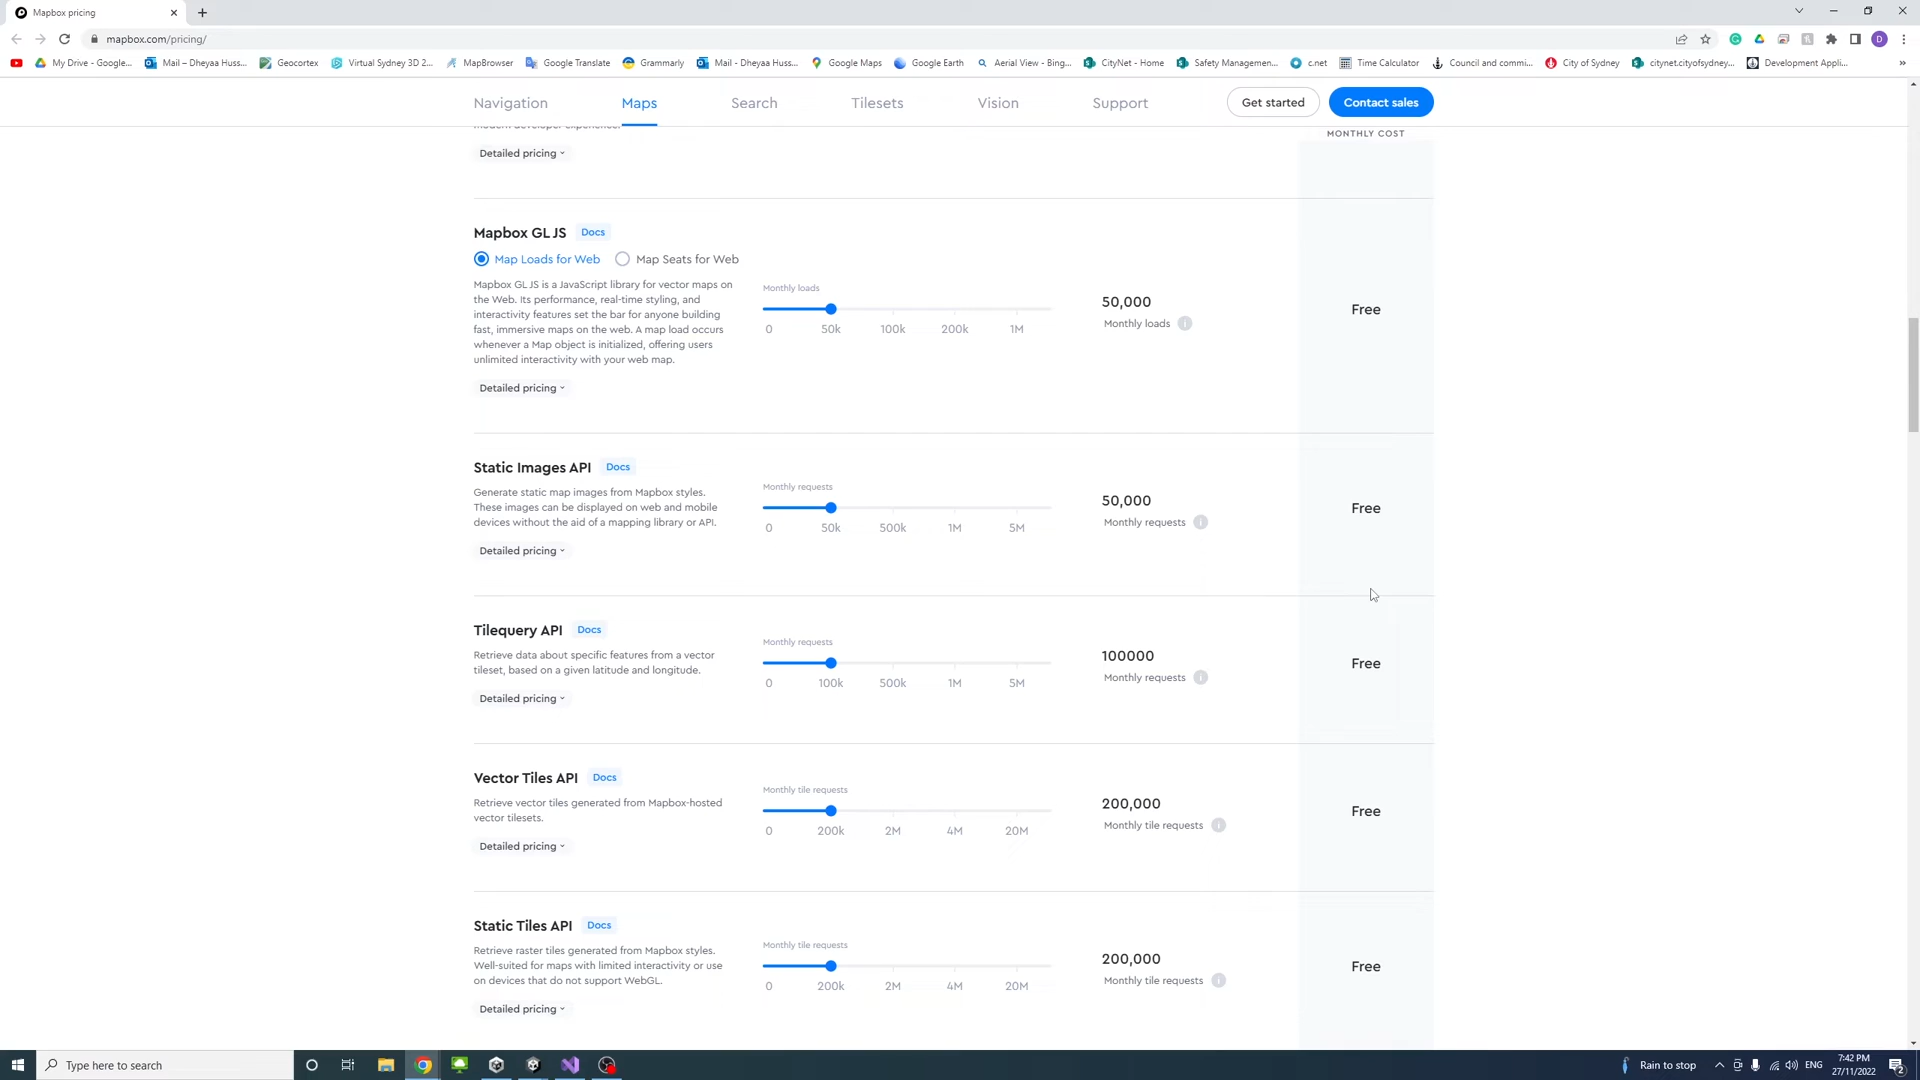 Mapbox pricing
mapbox.com/pricing/
My Drive - Google...
Mail – Dheyaa Huss...
Geocortex
Virtual Sydney 3D 2...
MapBrowser
Google Translate
Grammarly
Mail - Dheyaa Huss...
Google Maps
Google Earth
Aerial View - Bing...
CityNet - Home
Safety Managemen...
c.net
Time Calculator
Council and commi...
City of Sydney
citynet.cityofsydney...
Development Appli...
Navigation
Maps
Search
Tilesets
Vision
Support
Get started
Contact sales
modern developer experience.
MONTHLY COST
Detailed pricing
Mapbox GL JS Docs
Map Loads for Web Map Seats for Web
Mapbox GL JS is a JavaScript library for vector maps on
the Web. Its performance, real-time styling, and
interactivity features set the bar for anyone building
fast, immersive maps on the web. A map load occurs
whenever a Map object is initialized, offering users
unlimited interactivity with your web map.
Detailed pricing
Monthly loads
0 50k 100k 200k 1M
50,000
Monthly loads
Free
Static Images API Docs
Generate static map images from Mapbox styles.
These images can be displayed on web and mobile
devices without the aid of a mapping library or API.
Detailed pricing
Monthly requests
0 50k 500k 1M 5M
50,000
Monthly requests
Free
Tilequery API Docs
Retrieve data about specific features from a vector
tileset, based on a given latitude and longitude.
Detailed pricing
Monthly requests
0 100k 500k 1M 5M
100000
Monthly requests
Free
Vector Tiles API Docs
Retrieve vector tiles generated from Mapbox-hosted
vector tilesets.
Detailed pricing
Monthly tile requests
0 200k 2M 4M 20M
200,000
Monthly tile requests
Free
Static Tiles API Docs
Retrieve raster tiles generated from Mapbox styles.
Well-suited for maps with limited interactivity or use
on devices that do not support WebGL.
Detailed pricing
Monthly tile requests
0 200k 2M 4M 20M
200,000
Monthly tile requests
Free
Type here to search
Rain to stop
ENG
7:42 PM
27/11/2022
2